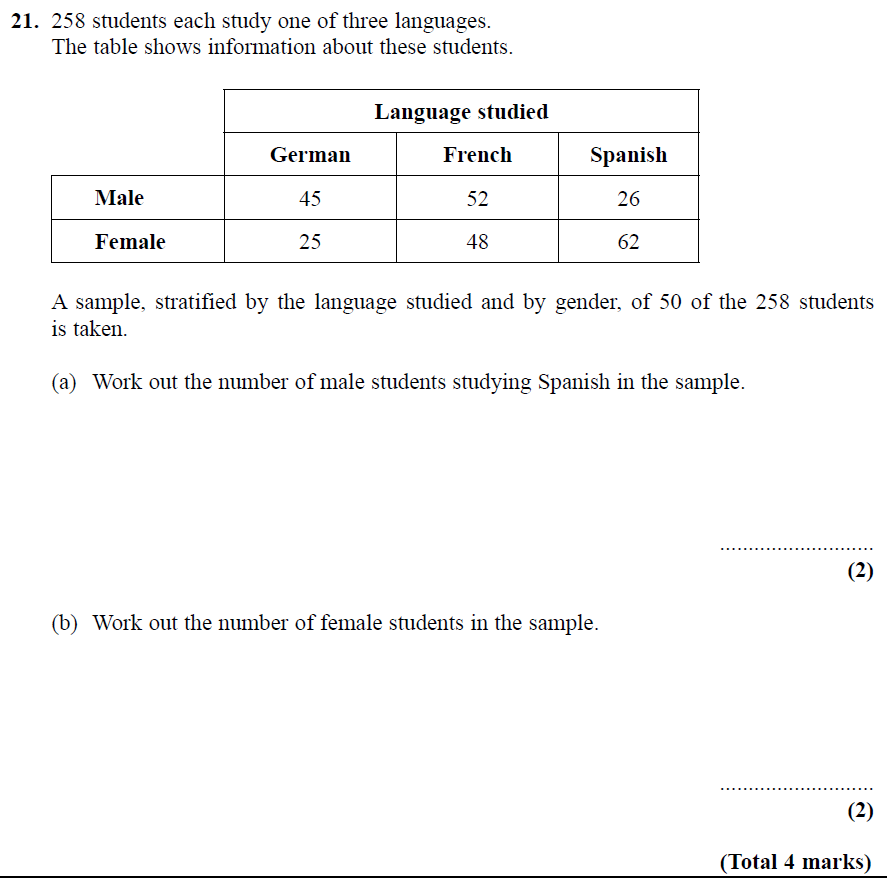 21. 258 students each study one of three languages.
The table shows information about these students.
Language studied
German French Spanish
Male 45 52 26
Female 25 48 62
A sample, stratified by the language studied and by gender, of 50 of the 258 students
is taken.
(a) Work out the number of male students studying Spanish in the sample.
...........................
(2)
(b) Work out the number of female students in the sample.
...........................
(2)
(Total 4 marks)